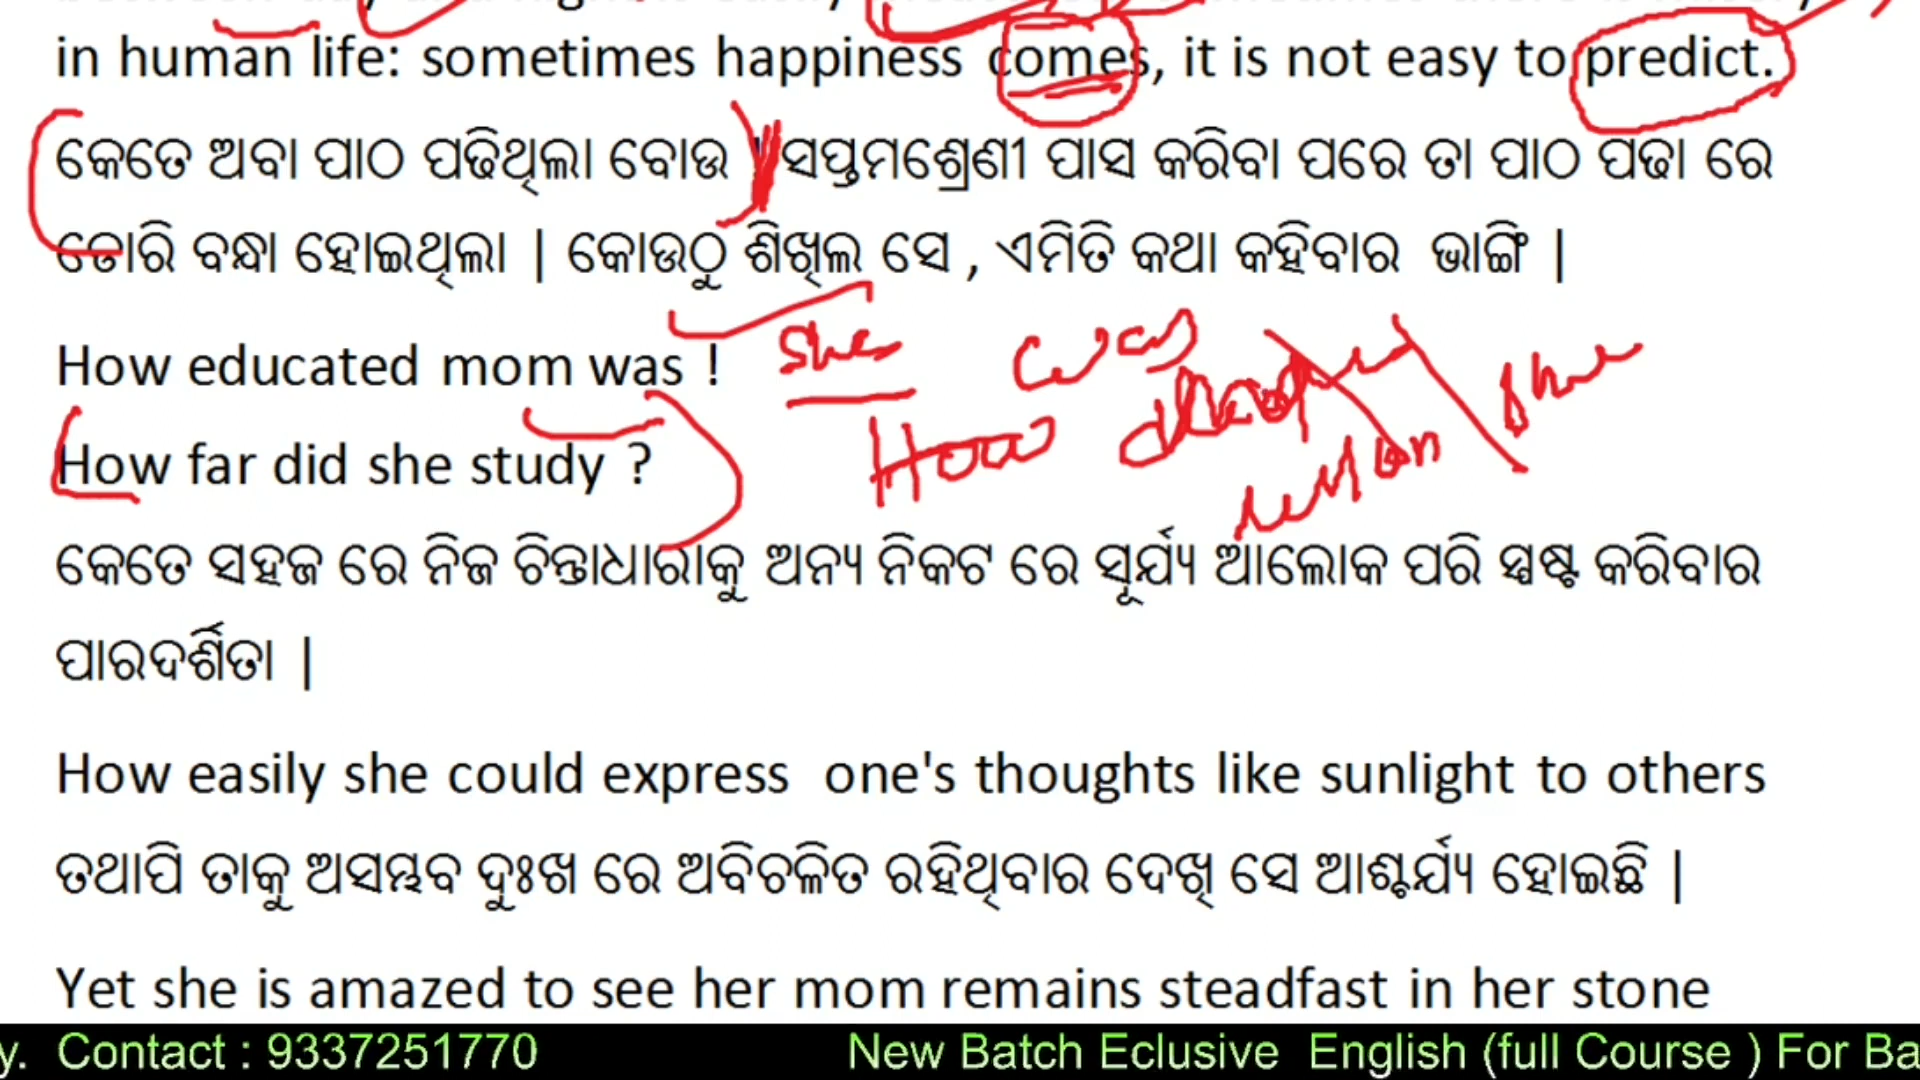 in human life: sometimes happiness comes, it is not easy to predict.
କେତେ ଅବା ପାଠ ପଢିଥିଲା ବୋଉ ସପ୍ତମଶ୍ରେଣୀ ପାସ କରିବା ପରେ ତା ପାଠ ପଢା ରେ
ଡୋରି ବନ୍ଧା ହୋଇଥିଲା | କୋଉଠୁ ଶିଖିଲ ସେ , ଏମିତି କଥା କହିବାର ଭାଙ୍ଗି |
How educated mom was !
she was
How far did she study ?
How
she
କେତେ ସହଜ ରେ ନିଜ ଚିନ୍ତାଧାରାକୁ ଅନ୍ୟ ନିକଟ ରେ ସୂର୍ଯ୍ୟ ଆଲୋକ ପରି ସ୍ପଷ୍ଟ କରିବାର
ପାରଦର୍ଶିତା |
How easily she could express one's thoughts like sunlight to others
ତଥାପି ତାକୁ ଅସମ୍ଭବ ଦୁଃଖ ରେ ଅବିଚଳିତ ରହିଥିବାର ଦେଖି ସେ ଆଶ୍ଚର୍ଯ୍ୟ ହୋଇଛି |
Yet she is amazed to see her mom remains steadfast in her stone
y. Contact : 9337251770 New Batch Eclusive English (full Course ) For Ba